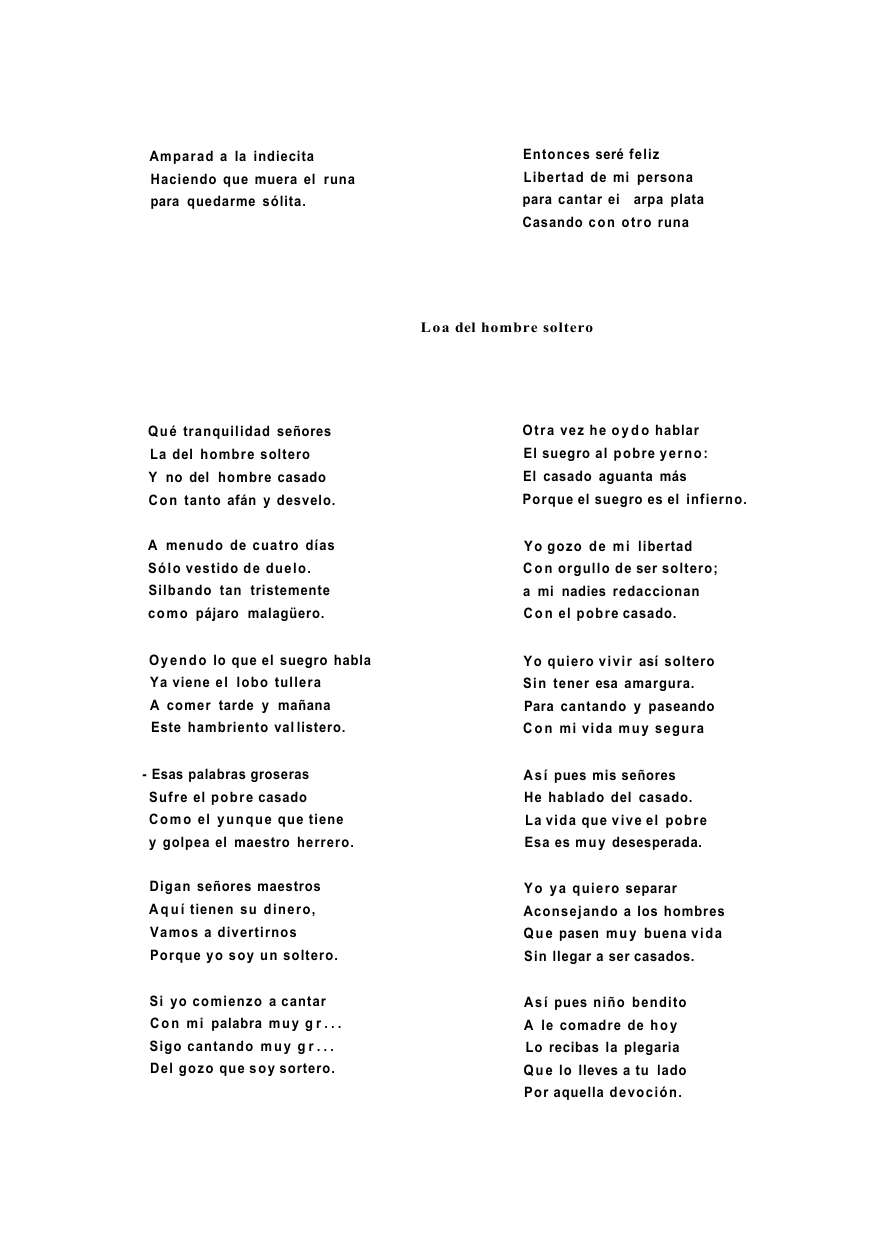 Amparad a la indiecita
Haciendo que muera el runa
para quedarme sólita.
Entonces seré feliz
Libertad de mi persona
para cantar ei arpa plata
Casando con otro runa
Loa del hombre soltero
Qué tranquilidad señores
La del hombre soltero
Y no del hombre casado
Con tanto afán y desvelo.
A menudo de cuatro días
Sólo vestido de duelo.
Silbando tan tristemente
como pájaro malagüero.
Oyendo lo que el suegro habla
Ya viene el lobo tullera
A comer tarde y mañana
Este hambriento vallistero.
- Esas palabras groseras
Sufre el pobre casado
Como el yunque que tiene
y golpea el maestro herrero.
Digan señores maestros
Aquí tienen su dinero,
Vamos a divertirnos
Porque yo soy un soltero.
Si yo comienzo a cantar
Con mi palabra muy gr...
Sigo cantando muy gr...
Del gozo que soy sortero.
Otra vez he oydo hablar
El suegro al pobre yerno:
El casado aguanta más
Porque el suegro es el infierno.
Yo gozo de mi libertad
Con orgullo de ser soltero;
a mi nadies redaccionan
Con el pobre casado.
Yo quiero vivir así soltero
Sin tener esa amargura.
Para cantando y paseando
Con mi vida muy segura
Así pues mis señores
He hablado del casado.
La vida que vive el pobre
Esa es muy desesperada.
Yo ya quiero separar
Aconsejando a los hombres
Que pasen muy buena vida
Sin llegar a ser casados.
Así pues niño bendito
A le comadre de hoy
Lo recibas la plegaria
Que lo lleves a tu lado
Por aquella devoción.